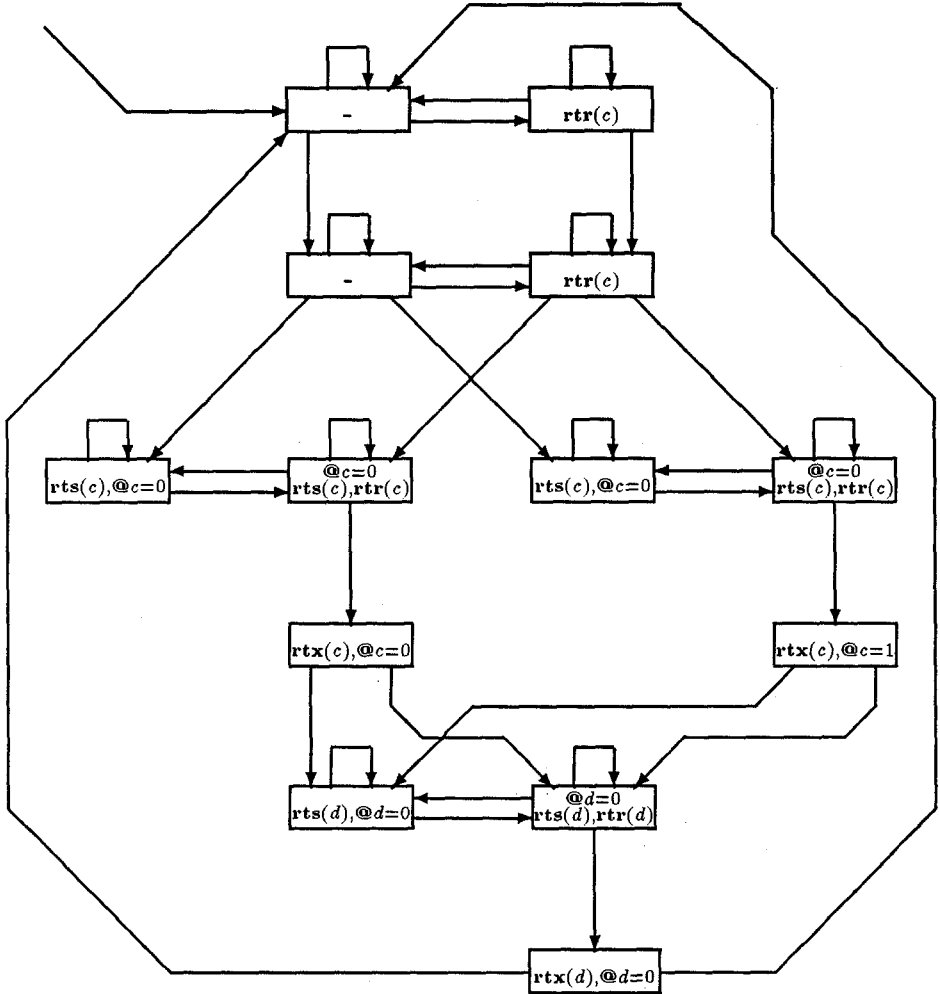 -
rtr(c)
-
rtr(c)
rts(c),@c=0
@c=0
rts(c),rtr(c)
rts(c),@c=0
@c=0
rts(c),rtr(c)
rtx(c),@c=0
rtx(c),@c=1
rts(d),@d=0
@d=0
rts(d),rtr(d)
rtx(d),@d=0